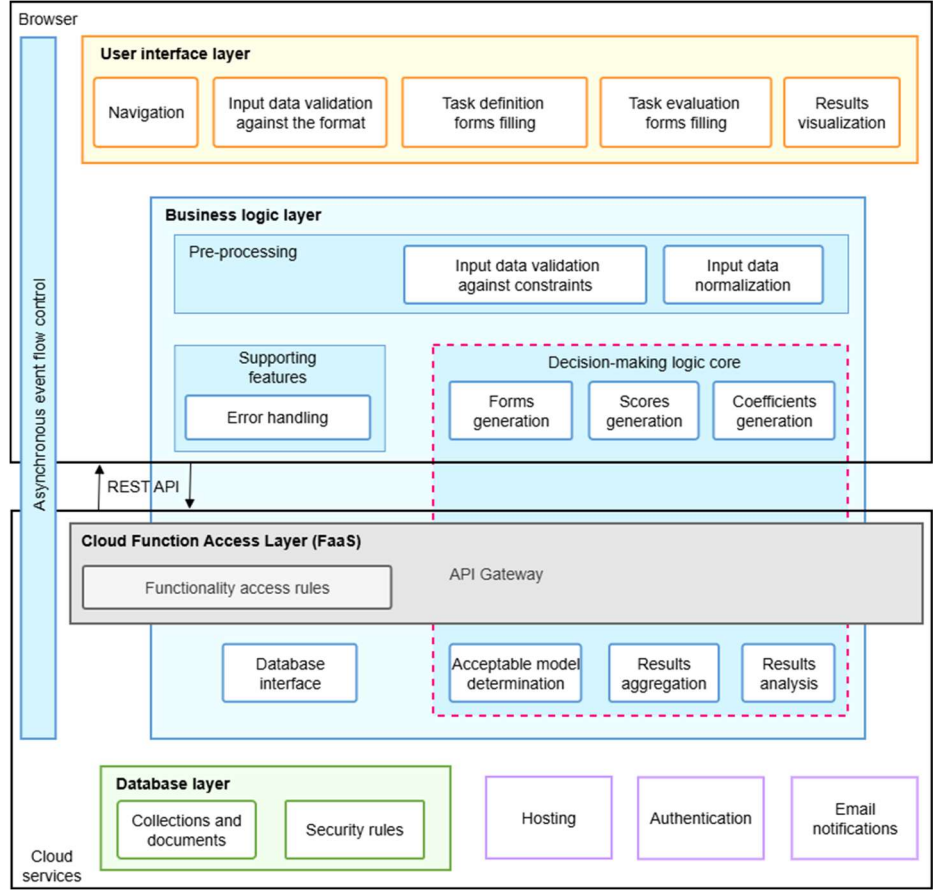 Browser
User interface layer
Navigation
Input data validation
against the format
Task definition
forms filling
Task evaluation
forms filling
Results
visualization
Asynchronous event flow control
Business logic layer
Pre-processing
Input data validation
against constraints
Input data
normalization
Supporting
features
Error handling
Decision-making logic core
Forms
generation
Scores
generation
Coefficients
generation
REST API
Cloud Function Access Layer (FaaS)
Functionality access rules
API Gateway
Database
interface
Acceptable model
determination
Results
aggregation
Results
analysis
Database layer
Collections and
documents
Security rules
Hosting
Authentication
Email
notifications
Cloud
services